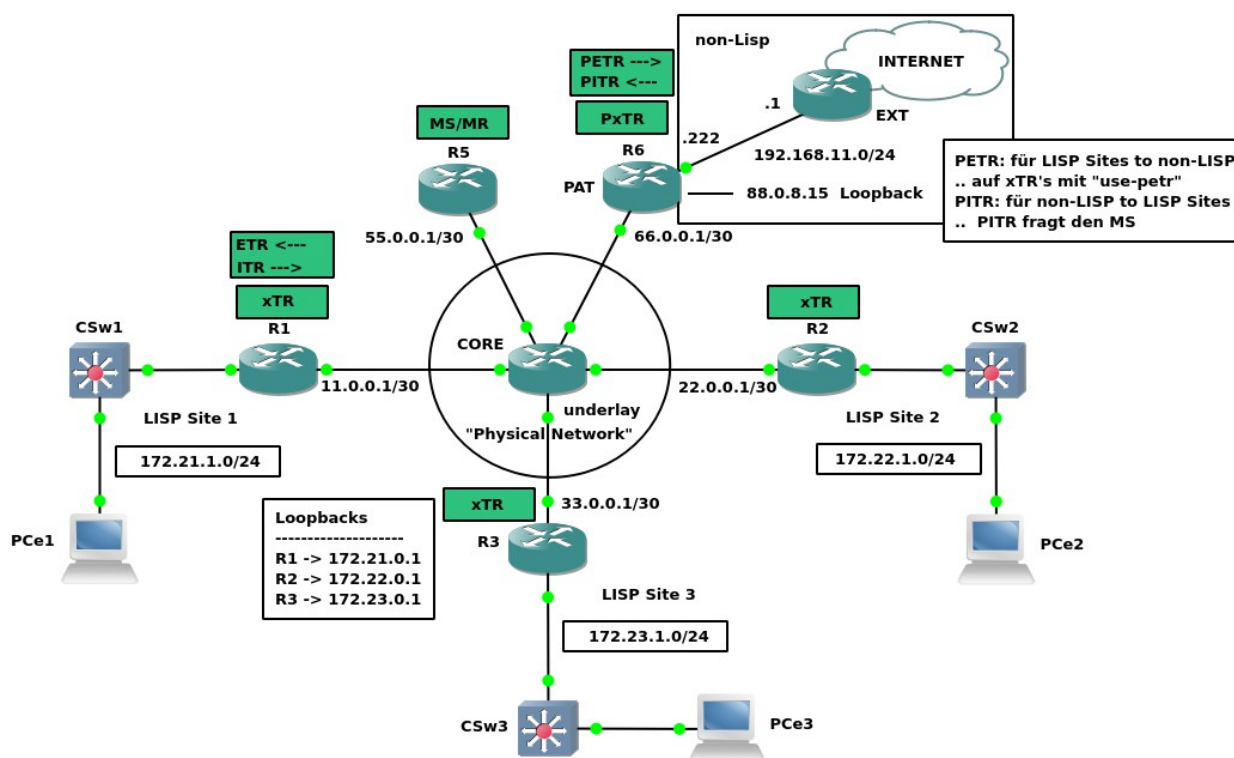 non-Lisp
INTERNET
PETR --->
PITR <---
PxTR
R6
PAT
.1
EXT
.222
192.168.11.0/24
88.0.8.15 Loopback
PETR: für LISP Sites to non-LISP
.. auf xTR's mit "use-petr"
PITR: für non-LISP to LISP Sites
.. PITR fragt den MS
MS/MR
R5
55.0.0.1/30
66.0.0.1/30
ETR <---
ITR --->
xTR
R1
CSw1
11.0.0.1/30
LISP Site 1
172.21.1.0/24
PCe1
CORE
underlay
"Physical Network"
xTR
R2
CSw2
22.0.0.1/30
LISP Site 2
172.22.1.0/24
PCe2
Loopbacks
--------------------
R1 -> 172.21.0.1
R2 -> 172.22.0.1
R3 -> 172.23.0.1
xTR
33.0.0.1/30
R3
LISP Site 3
172.23.1.0/24
CSw3
PCe3